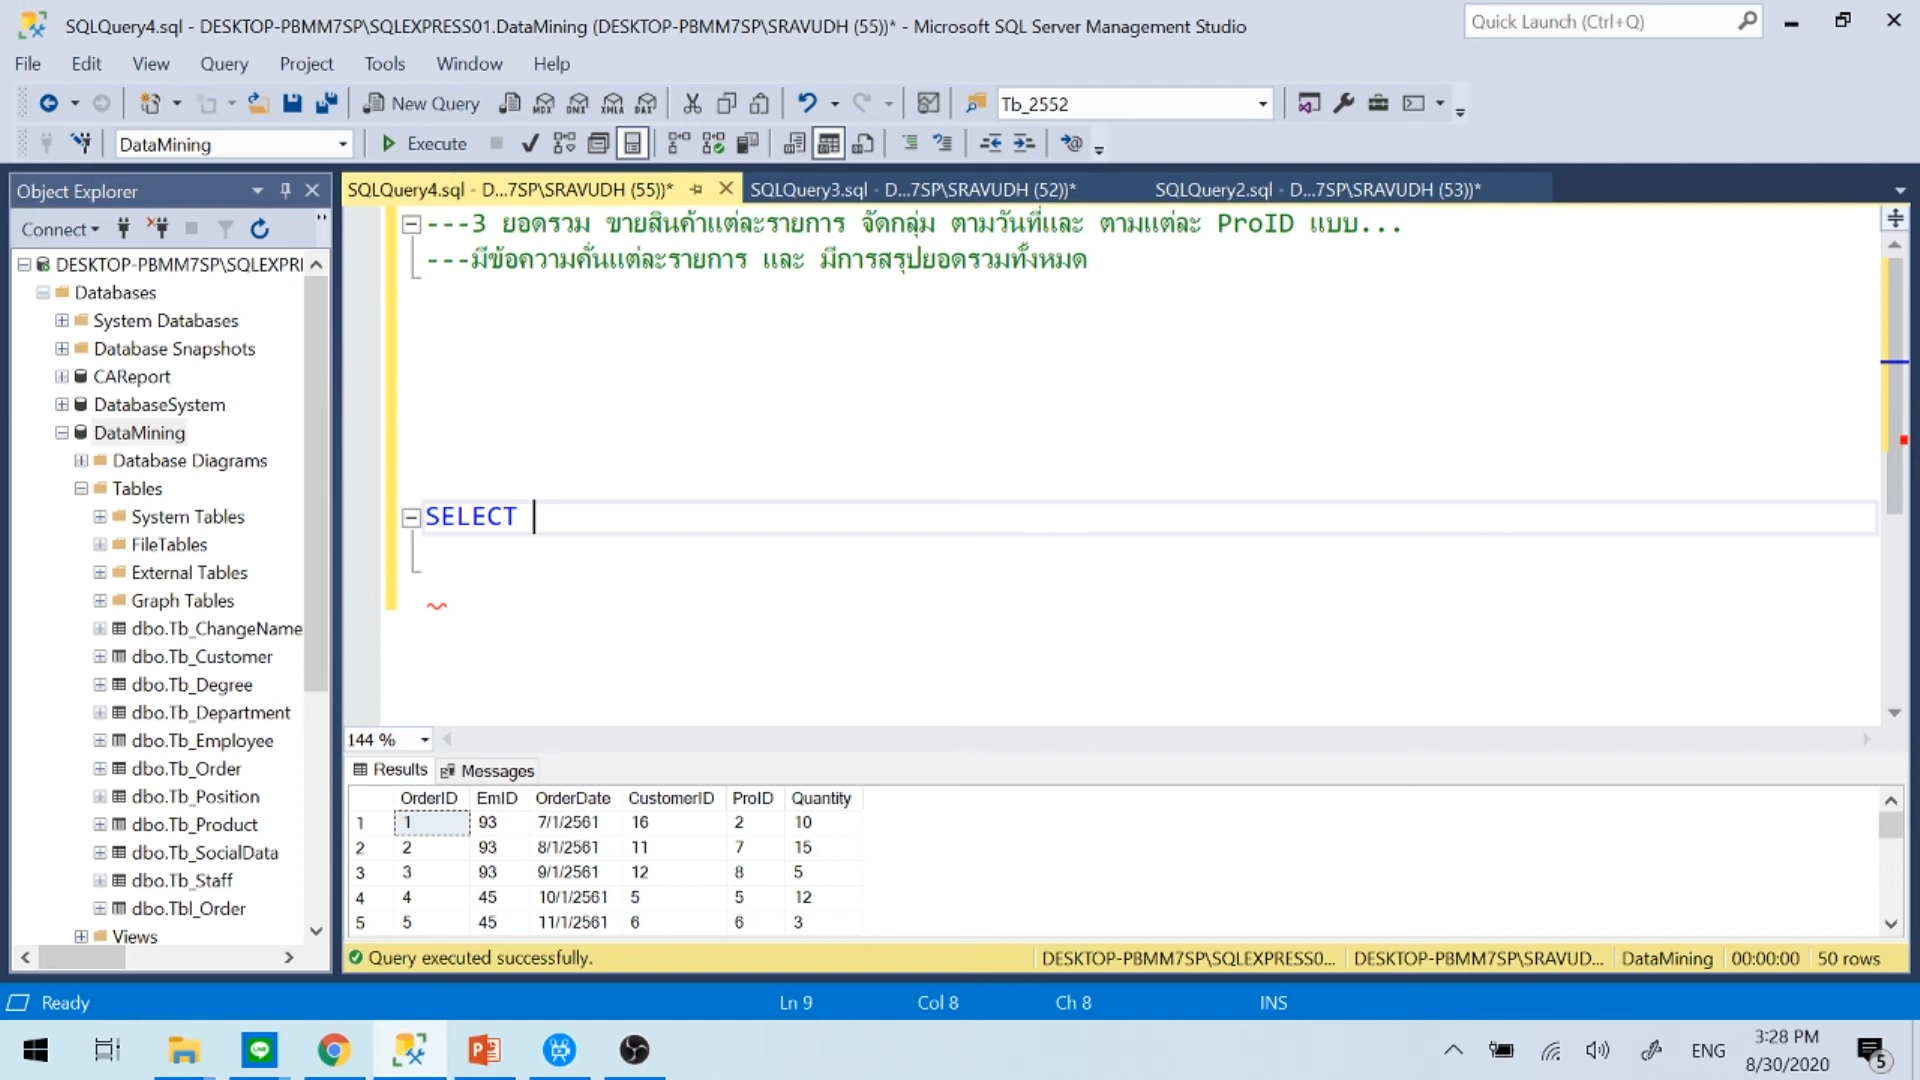 SQLQuery4.sql - DESKTOP-PBMM7SP\SQLEXPRESS01.DataMining (DESKTOP-PBMM7SP\SRAVUDH (55))* - Microsoft SQL Server Management Studio
Quick Launch (Ctrl+Q)
File Edit View Query Project Tools Window Help
New Query MDX DMX XMLA DAX Tb_2552
DataMining Execute
Object Explorer
SQLQuery4.sql - D...7SP\SRAVUDH (55))* SQLQuery3.sql - D...7SP\SRAVUDH (52))* SQLQuery2.sql - D...7SP\SRAVUDH (53))*
Connect
DESKTOP-PBMM7SP\SQLEXPRI
Databases
System Databases
Database Snapshots
CAReport
DatabaseSystem
DataMining
Database Diagrams
Tables
System Tables
FileTables
External Tables
Graph Tables
dbo.Tb_ChangeName
dbo.Tb_Customer
dbo.Tb_Degree
dbo.Tb_Department
dbo.Tb_Employee
dbo.Tb_Order
dbo.Tb_Position
dbo.Tb_Product
dbo.Tb_SocialData
dbo.Tb_Staff
dbo.Tbl_Order
Views
---3 ยอดรวม ขายสินค้าแต่ละรายการ จัดกลุ่ม ตามวันที่และ ตามแต่ละ ProID แบบ...
---มีข้อความคั่นแต่ละรายการ และ มีการสรุปยอดรวมทั้งหมด
SELECT
144 %
Results Messages
OrderID EmID OrderDate CustomerID ProID Quantity
1 1 93 7/1/2561 16 2 10
2 2 93 8/1/2561 11 7 15
3 3 93 9/1/2561 12 8 5
4 4 45 10/1/2561 5 5 12
5 5 45 11/1/2561 6 6 3
Query executed successfully. DESKTOP-PBMM7SP\SQLEXPRESS0... DESKTOP-PBMM7SP\SRAVUD... DataMining 00:00:00 50 rows
Ready Ln 9 Col 8 Ch 8 INS
ENG 3:28 PM
8/30/2020 5